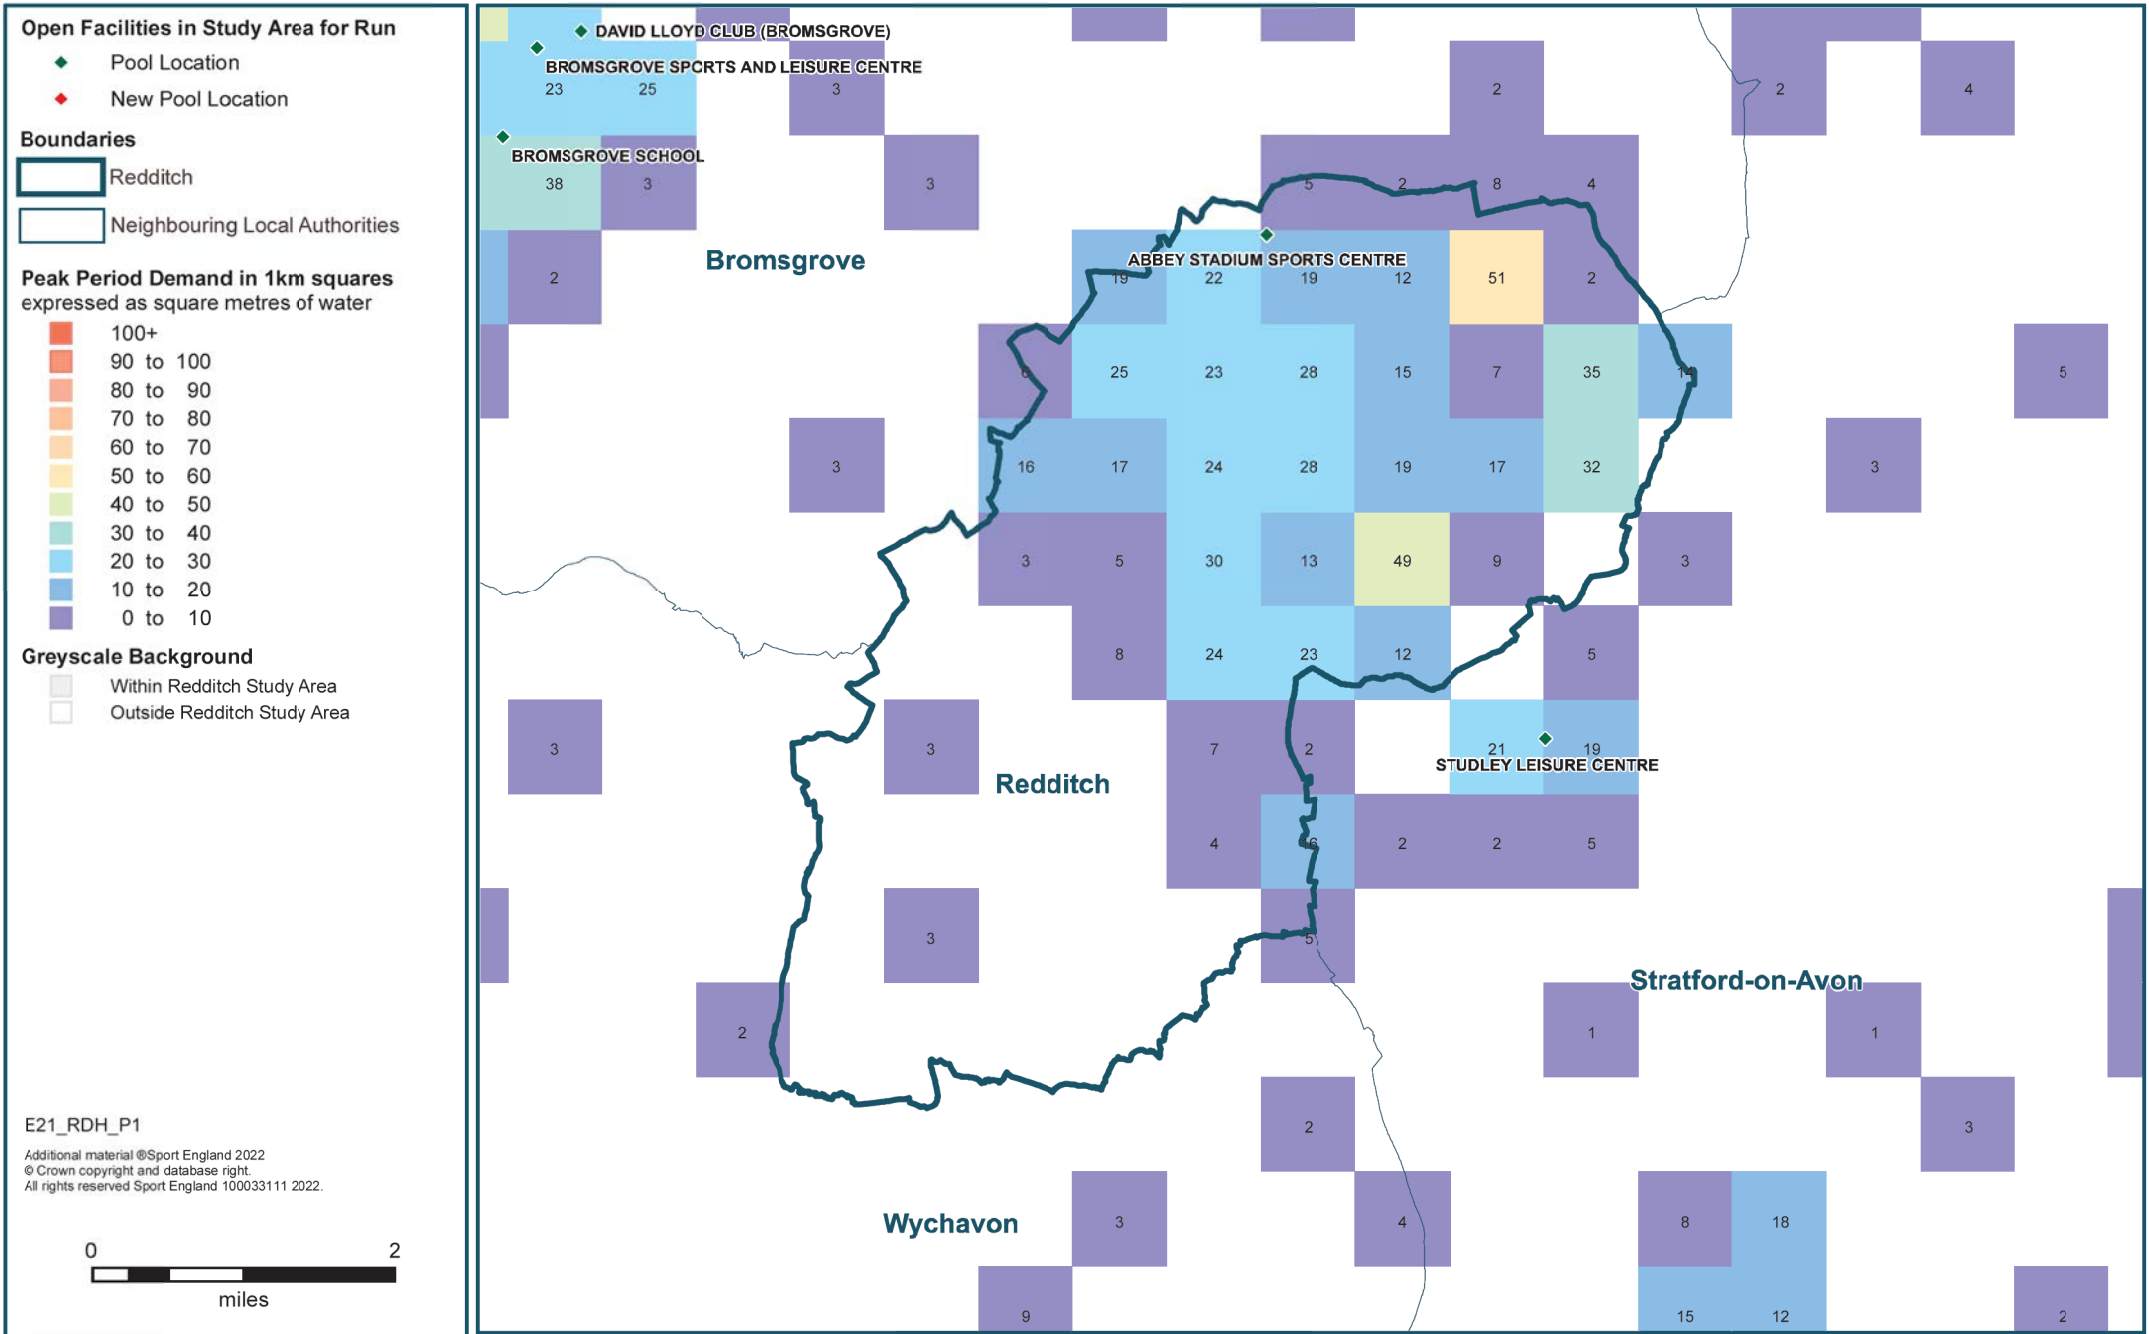 Open Facilities in Study Area for Run
Pool Location
New Pool Location
Boundaries
Redditch
Neighbouring Local Authorities
Peak Period Demand in 1km squares
expressed as square metres of water
100+
90 to 100
80 to 90
70 to 80
60 to 70
50 to 60
40 to 50
30 to 40
20 to 30
10 to 20
0 to 10
Greyscale Background
Within Redditch Study Area
Outside Redditch Study Area
E21_RDH_P1
Additional material ®Sport England 2022
© Crown copyright and database right.
All rights reserved Sport England 100033111 2022.
0 2
miles
DAVID LLOYD CLUB (BROMSGROVE)
BROMSGROVE SPORTS AND LEISURE CENTRE
23 25 3 2 2 4
BROMSGROVE SCHOOL
38 3 3 5 2 8 4
Bromsgrove
ABBEY STADIUM SPORTS CENTRE
2 19 22 19 12 51 2
6 25 23 28 15 7 35 14 5
3 16 17 24 28 19 17 32 3
3 5 30 13 49 9 3
8 24 23 12 5
3 3 7 2 21 19
STUDLEY LEISURE CENTRE
Redditch
4 16 2 2 5
3 5
Stratford-on-Avon
2 1 1
2 3
Wychavon
3 4 8 18
9 15 12 2